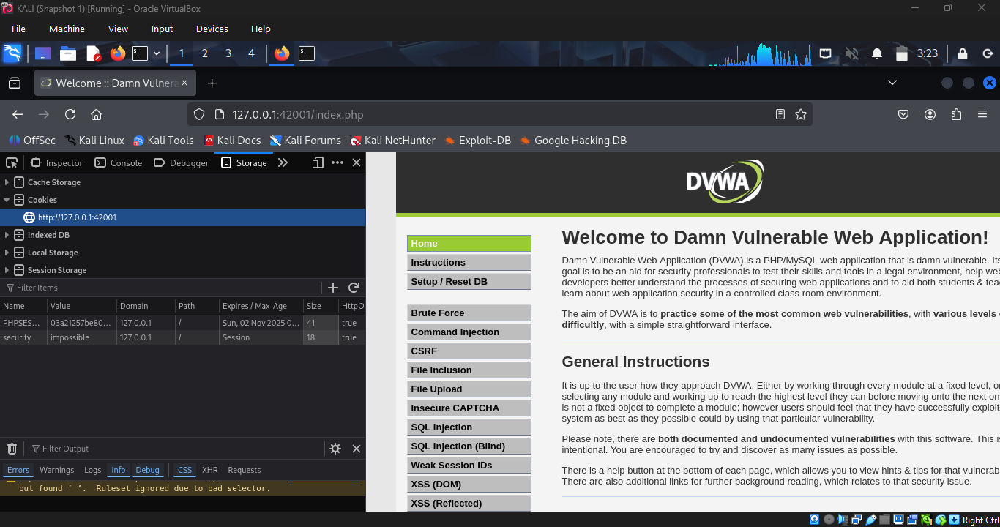 KALI (Snapshot 1) [Running] - Oracle VirtualBox
File Machine View Input Devices Help
1 2 3 4 3:23
Welcome :: Damn Vulnera
127.0.0.1:42001/index.php
OffSec Kali Linux Kali Tools Kali Docs Kali Forums Kali NetHunter Exploit-DB Google Hacking DB
Inspector Console Debugger Storage
Cache Storage
Cookies
http://127.0.0.1:42001
Indexed DB
Local Storage
Session Storage
Filter Items
Name Value Domain Path Expires / Max-Age Size HttpOn
PHPSES... 03a21257be80... 127.0.0.1 / Sun, 02 Nov 2025 0... 41 true
security impossible 127.0.0.1 / Session 18 true
Filter Output
Errors Warnings Logs Info Debug CSS XHR Requests
but found ‘ ’. Ruleset ignored due to bad selector.
DVWA
Home
Instructions
Setup / Reset DB
Brute Force
Command Injection
CSRF
File Inclusion
File Upload
Insecure CAPTCHA
SQL Injection
SQL Injection (Blind)
Weak Session IDs
XSS (DOM)
XSS (Reflected)
Welcome to Damn Vulnerable Web Application!
Damn Vulnerable Web Application (DVWA) is a PHP/MySQL web application that is damn vulnerable. Its
goal is to be an aid for security professionals to test their skills and tools in a legal environment, help web
developers better understand the processes of securing web applications and to aid both students & tea
learn about web application security in a controlled class room environment.
The aim of DVWA is to practice some of the most common web vulnerabilities, with various levels
difficultly, with a simple straightforward interface.
General Instructions
It is up to the user how they approach DVWA. Either by working through every module at a fixed level, or
selecting any module and working up to reach the highest level they can before moving onto the next on
is not a fixed object to complete a module; however users should feel that they have successfully exploit
system as best as they possible could by using that particular vulnerability.
Please note, there are both documented and undocumented vulnerabilities with this software. This is
intentional. You are encouraged to try and discover as many issues as possible.
There is a help button at the bottom of each page, which allows you to view hints & tips for that vulnerab
There are also additional links for further background reading, which relates to that security issue.
Right Ctrl